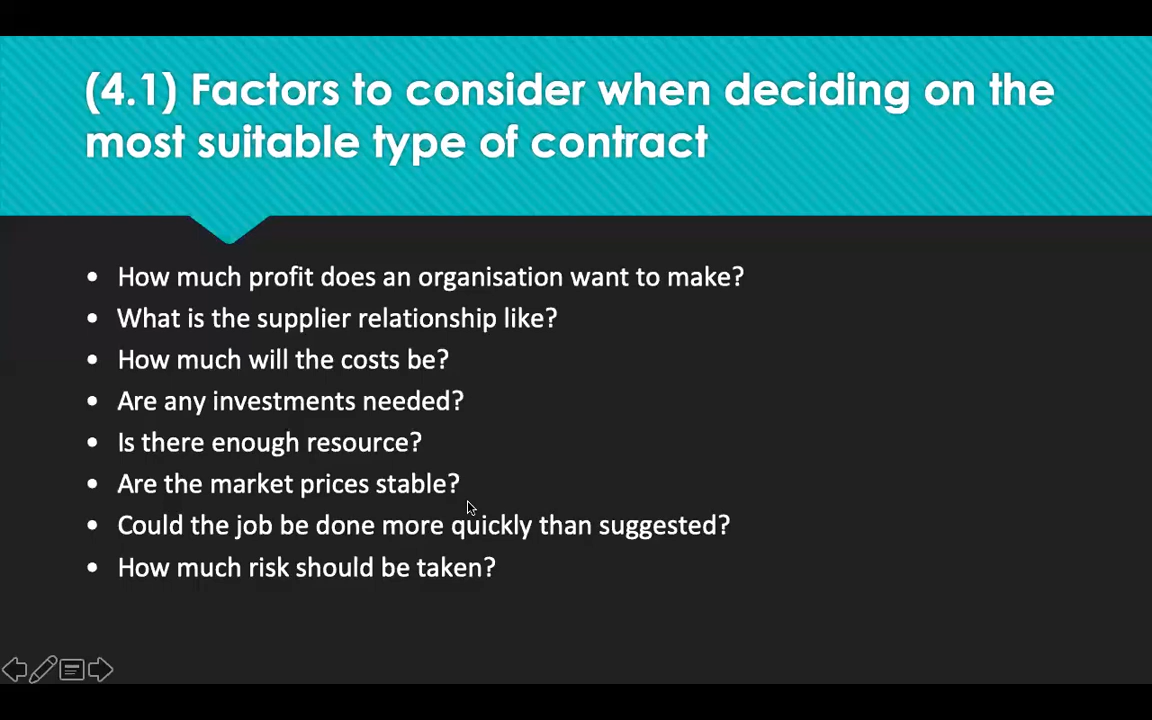 (4.1) Factors to consider when deciding on the
most suitable type of contract
• How much profit does an organisation want to make?
• What is the supplier relationship like?
• How much will the costs be?
• Are any investments needed?
• Is there enough resource?
• Are the market prices stable?
• Could the job be done more quickly than suggested?
• How much risk should be taken?